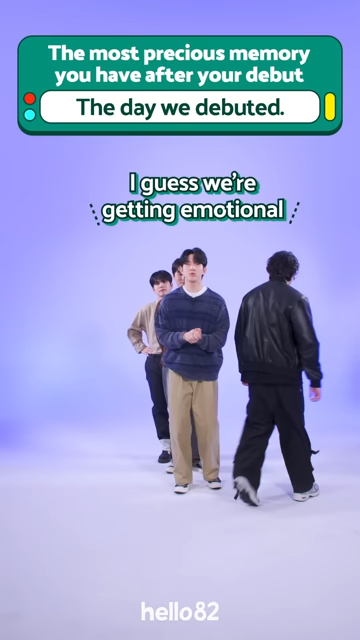 The most precious memory
you have after your debut
The day we debuted.
I guess we're
getting emotional
hello82